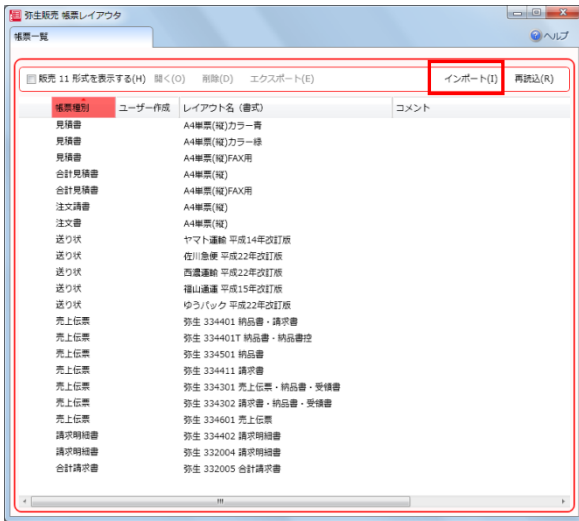 弥生販売 帳票レイアウタ
帳票一覧 ヘルプ
販売 11 形式を表示する(H) 開く(O) 削除(D) エクスポート(E) インポート(I) 再読込(R)
帳票種別 ユーザー作成 レイアウト名（書式） コメント
見積書 A4単票(縦)カラー青
見積書 A4単票(縦)カラー緑
見積書 A4単票(縦)FAX用
合計見積書 A4単票(縦)
合計見積書 A4単票(縦)FAX用
注文請書 A4単票(縦)
注文書 A4単票(縦)
送り状 ヤマト運輸 平成14年改訂版
送り状 佐川急便 平成22年改訂版
送り状 西濃運輸 平成22年改訂版
送り状 福山通運 平成15年改訂版
送り状 ゆうパック 平成22年改訂版
売上伝票 弥生 334401 納品書・請求書
売上伝票 弥生 334401T 納品書・納品書控
売上伝票 弥生 334501 納品書
売上伝票 弥生 334411 請求書
売上伝票 弥生 334301 売上伝票・納品書・受領書
売上伝票 弥生 334302 請求書・納品書・受領書
売上伝票 弥生 334601 売上伝票
請求明細書 弥生 334402 請求明細書
請求明細書 弥生 332004 請求明細書
合計請求書 弥生 332005 合計請求書